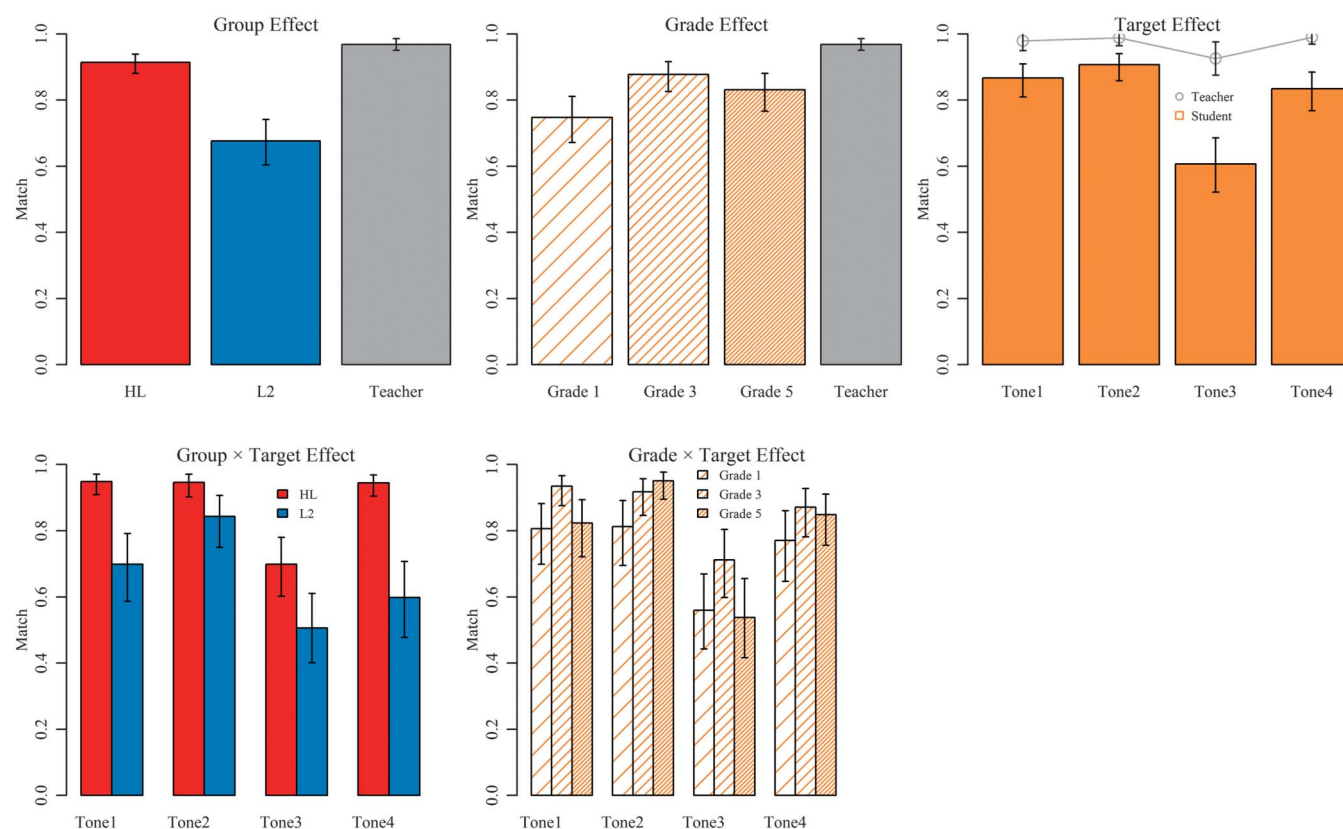 Group Effect
Match
0.0
0.2
0.4
0.6
0.8
1.0
HL
L2
Teacher
Grade Effect
Match
0.0
0.2
0.4
0.6
0.8
1.0
Grade 1
Grade 3
Grade 5
Teacher
Target Effect
Match
0.0
0.2
0.4
0.6
0.8
1.0
Teacher
Student
Tone1
Tone2
Tone3
Tone4
Group × Target Effect
Match
0.0
0.2
0.4
0.6
0.8
1.0
HL
L2
Tone1
Tone2
Tone3
Tone4
Grade × Target Effect
Match
0.0
0.2
0.4
0.6
0.8
1.0
Grade 1
Grade 3
Grade 5
Tone1
Tone2
Tone3
Tone4